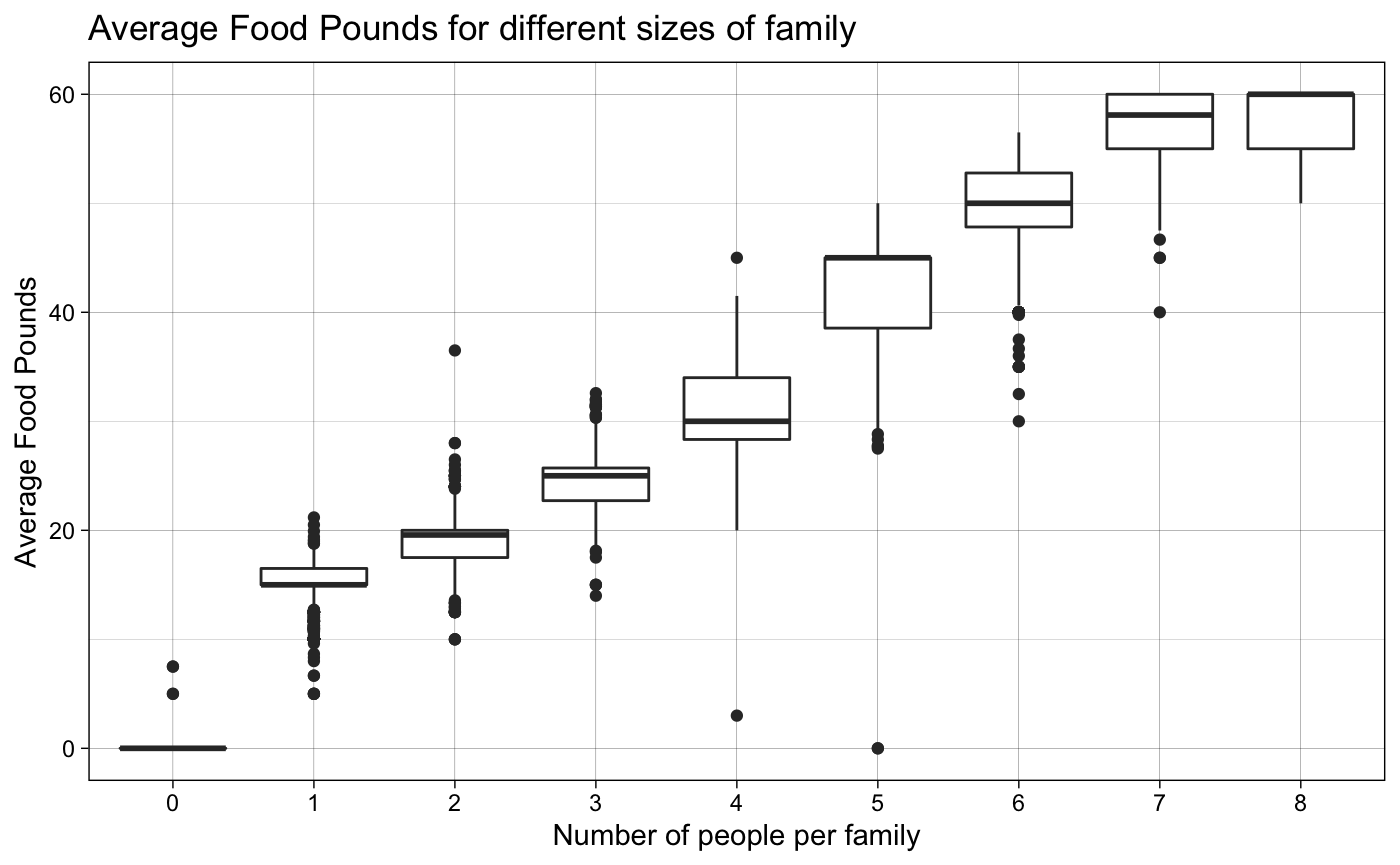 Average Food Pounds for different sizes of family
Average Food Pounds
60
40
20
0
0 1 2 3 4 5 6 7 8
Number of people per family